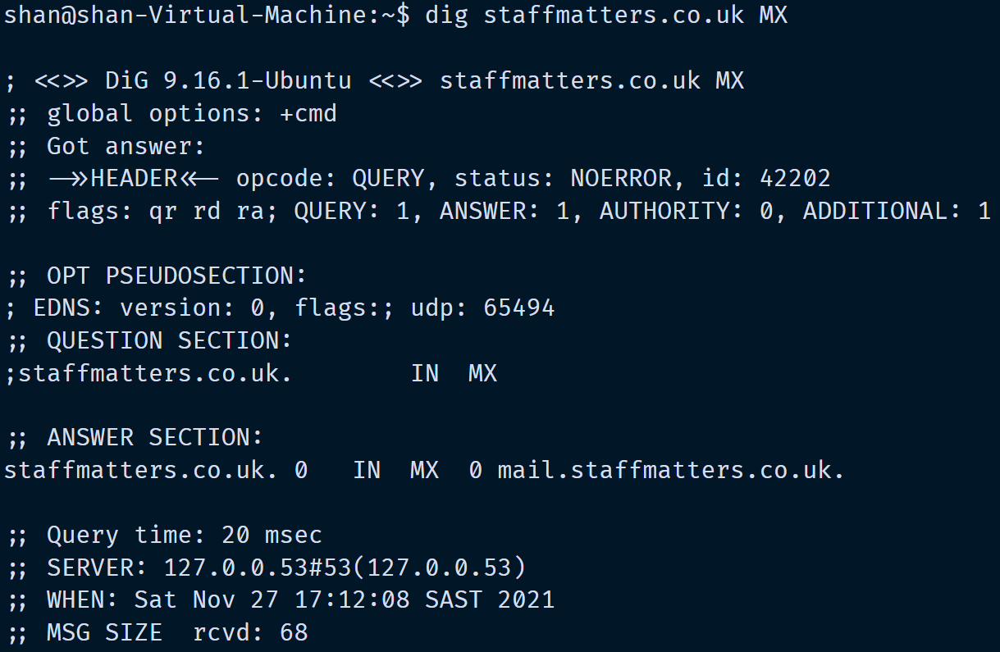 shan@shan-Virtual-Machine:~$ dig staffmatters.co.uk MX
; <<>> DiG 9.16.1-Ubuntu <<>> staffmatters.co.uk MX
;; global options: +cmd
;; Got answer:
;; ->>HEADER<<- opcode: QUERY, status: NOERROR, id: 42202
;; flags: qr rd ra; QUERY: 1, ANSWER: 1, AUTHORITY: 0, ADDITIONAL: 1
;; OPT PSEUDOSECTION:
; EDNS: version: 0, flags:; udp: 65494
;; QUESTION SECTION:
;staffmatters.co.uk. IN MX
;; ANSWER SECTION:
staffmatters.co.uk. 0 IN MX 0 mail.staffmatters.co.uk.
;; Query time: 20 msec
;; SERVER: 127.0.0.53#53(127.0.0.53)
;; WHEN: Sat Nov 27 17:12:08 SAST 2021
;; MSG SIZE rcvd: 68